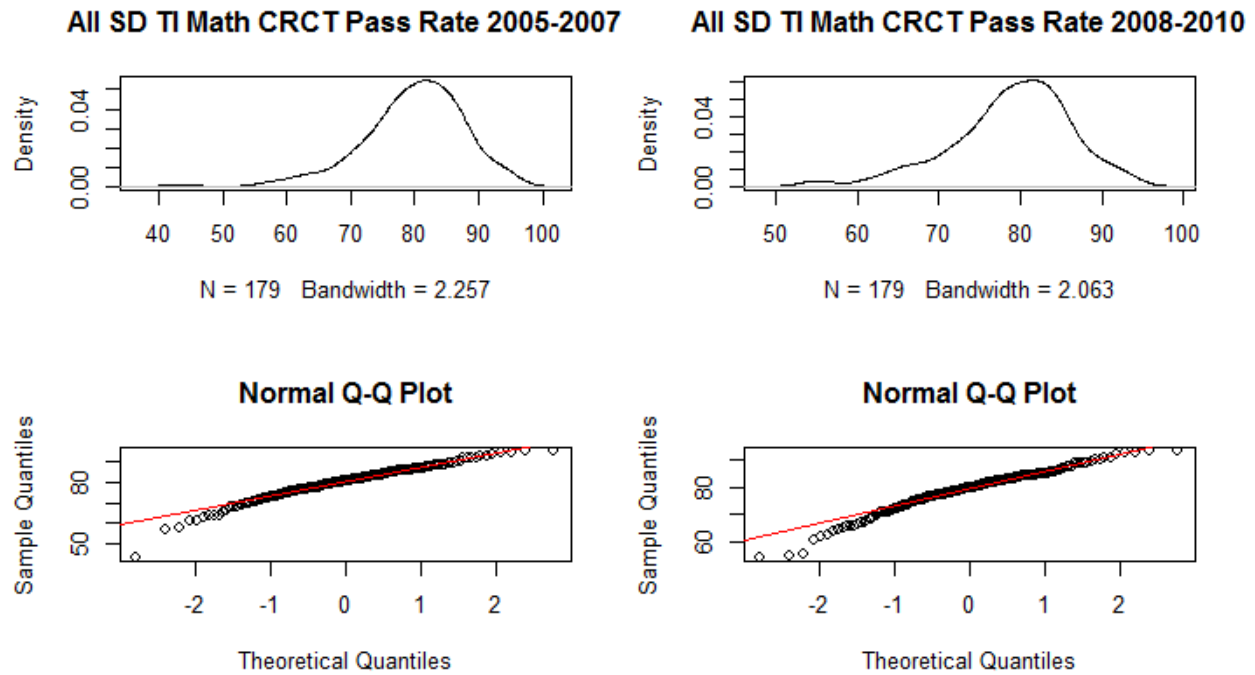 All SD TI Math CRCT Pass Rate 2005-2007
Density
0.00
0.04
40 50 60 70 80 90 100
N = 179 Bandwidth = 2.257
All SD TI Math CRCT Pass Rate 2008-2010
Density
0.00
0.04
50 60 70 80 90 100
N = 179 Bandwidth = 2.063
Normal Q-Q Plot
Sample Quantiles
50
80
-2 -1 0 1 2
Theoretical Quantiles
Normal Q-Q Plot
Sample Quantiles
60
80
-2 -1 0 1 2
Theoretical Quantiles